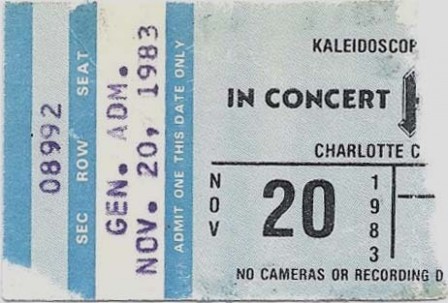 08992
SEC ROW SEAT
GEN. ADM.
NOV. 20, 1983
ADMIT ONE THIS DATE ONLY
KALEIDOSCOP
IN CONCERT
CHARLOTTE C
NOV 20 1983
NO CAMERAS OR RECORDING D